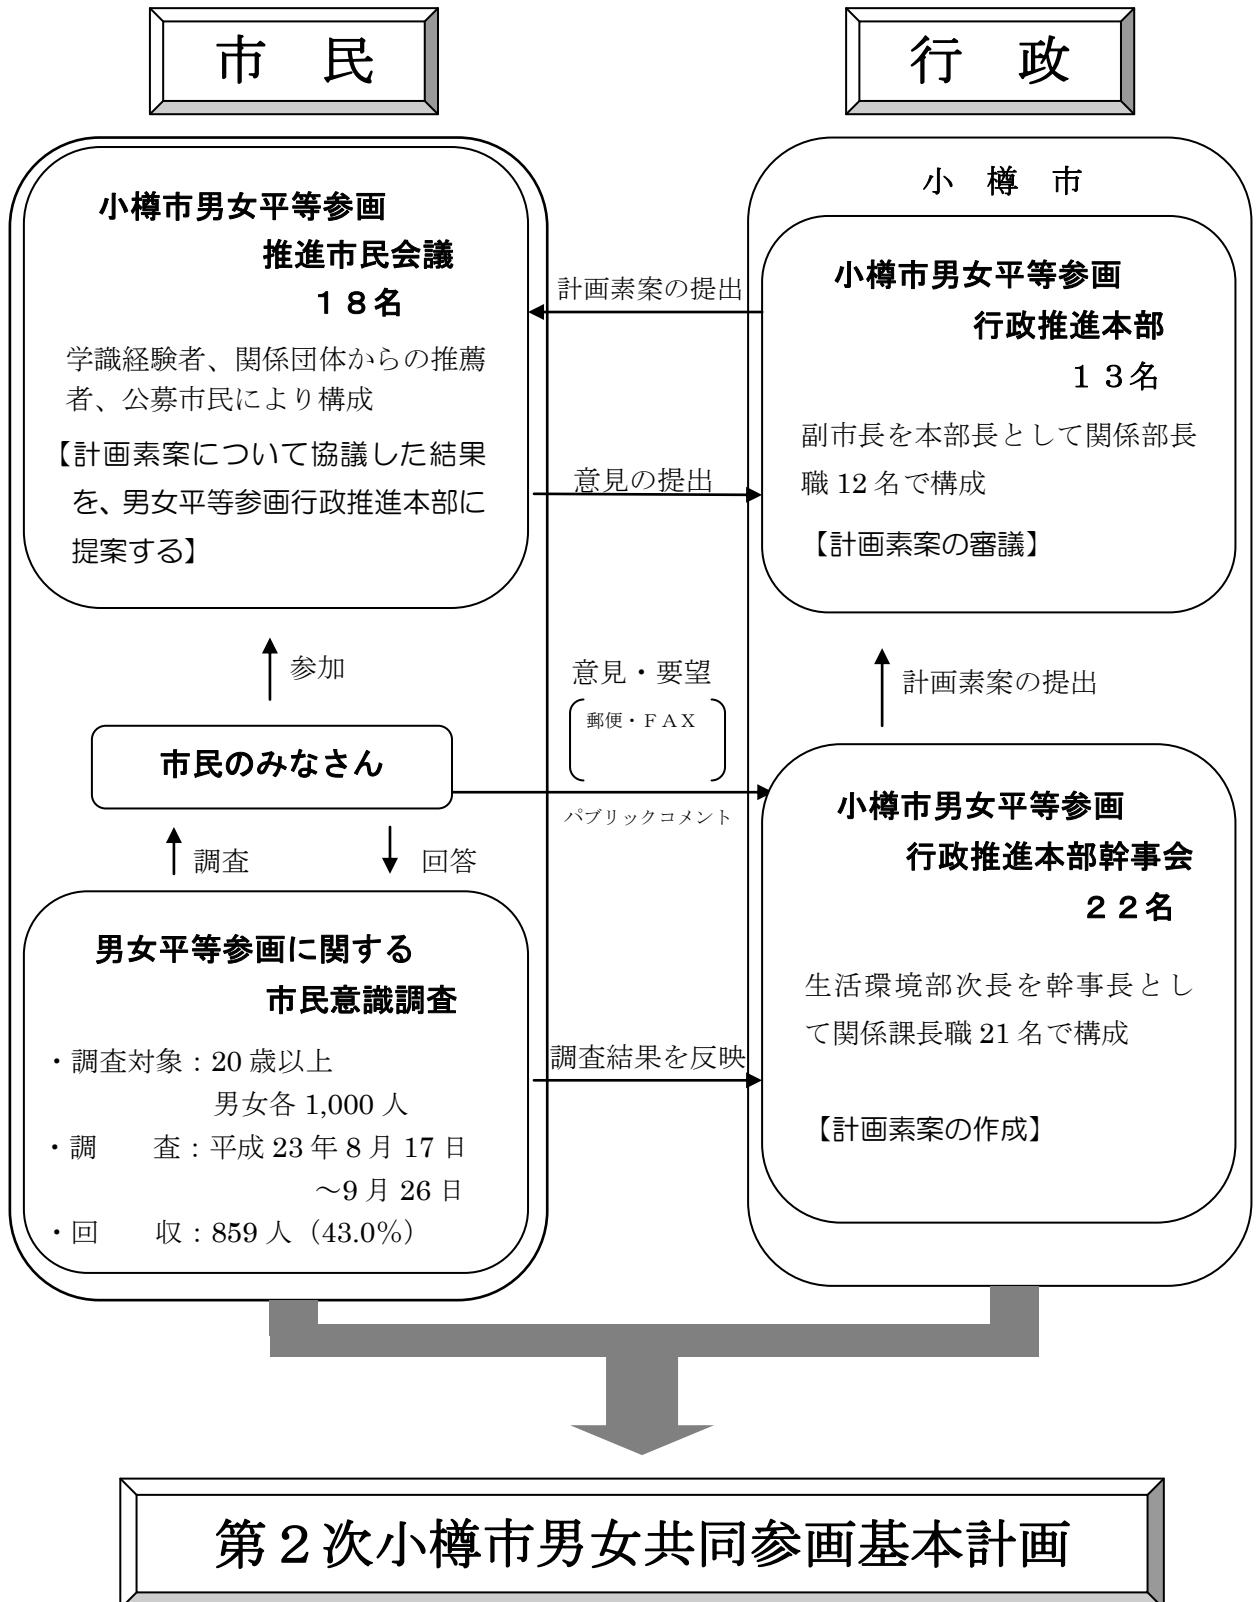 市　民
行　政
小樽市男女平等参画
推進市民会議
１８名
学識経験者、関係団体からの推薦
者、公募市民により構成
【計画素案について協議した結果
を、男女平等参画行政推進本部に
提案する】
計画素案の提出
意見の提出
小　樽　市
小樽市男女平等参画
行政推進本部
１３名
副市長を本部長として関係部長
職 12 名で構成
【計画素案の審議】
参加
意見・要望
郵便・ＦＡＸ
パブリックコメント
計画素案の提出
市民のみなさん
調査
回答
男女平等参画に関する
市民意識調査
・調査対象：20 歳以上
男女各 1,000 人
・調　　査：平成 23 年 8 月 17 日
～9 月 26 日
・回　　収：859 人（43.0％）
調査結果を反映
小樽市男女平等参画
行政推進本部幹事会
２２名
生活環境部次長を幹事長とし
て関係課長職 21 名で構成
【計画素案の作成】
第２次小樽市男女共同参画基本計画